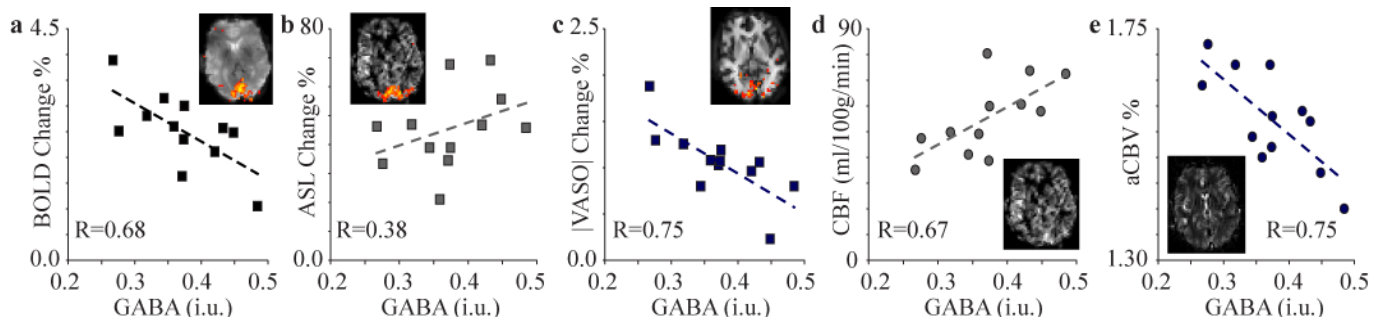 a
4.5
BOLD Change %
0.0
R=0.68
0.2 0.3 0.4 0.5
GABA (i.u.)
b
80
ASL Change %
0
R=0.38
0.2 0.3 0.4 0.5
GABA (i.u.)
c
2.5
|VASO| Change %
0.0
R=0.75
0.2 0.3 0.4 0.5
GABA (i.u.)
d
90
CBF (ml/100g/min)
0
R=0.67
0.2 0.3 0.4 0.5
GABA (i.u.)
e
1.75
aCBV %
1.30
R=0.75
0.2 0.3 0.4 0.5
GABA (i.u.)